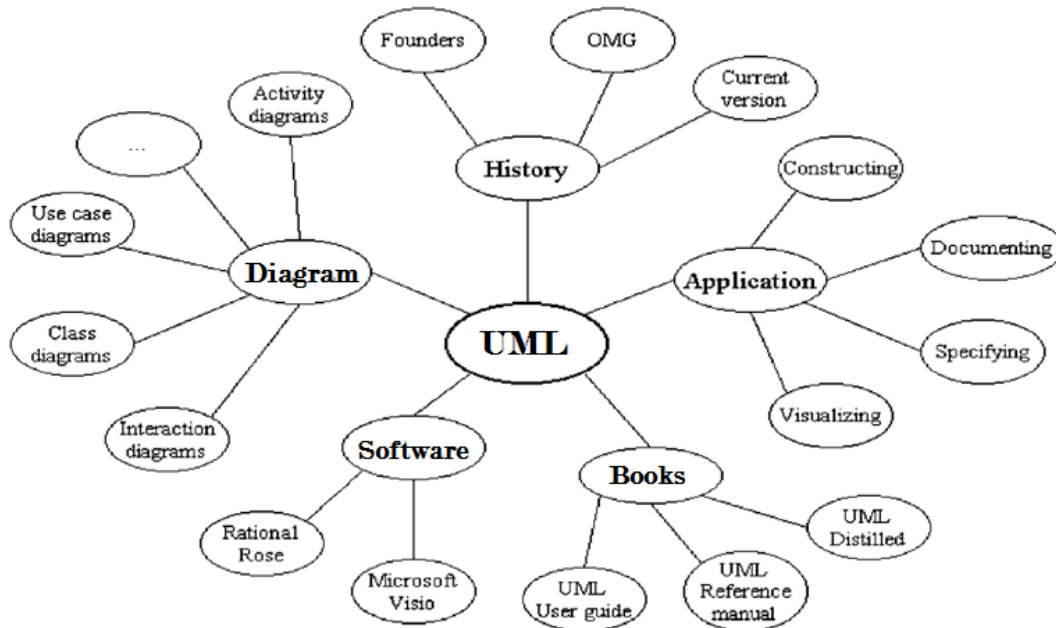 Founders
OMG
Current
version
Activity
diagrams
...
History
Constructing
Use case
diagrams
Documenting
Diagram
Application
UML
Class
diagrams
Specifying
Visualizing
Interaction
diagrams
Software
Books
Rational
Rose
UML
Distilled
Microsoft
Visio
UML
User guide
UML
Reference
manual